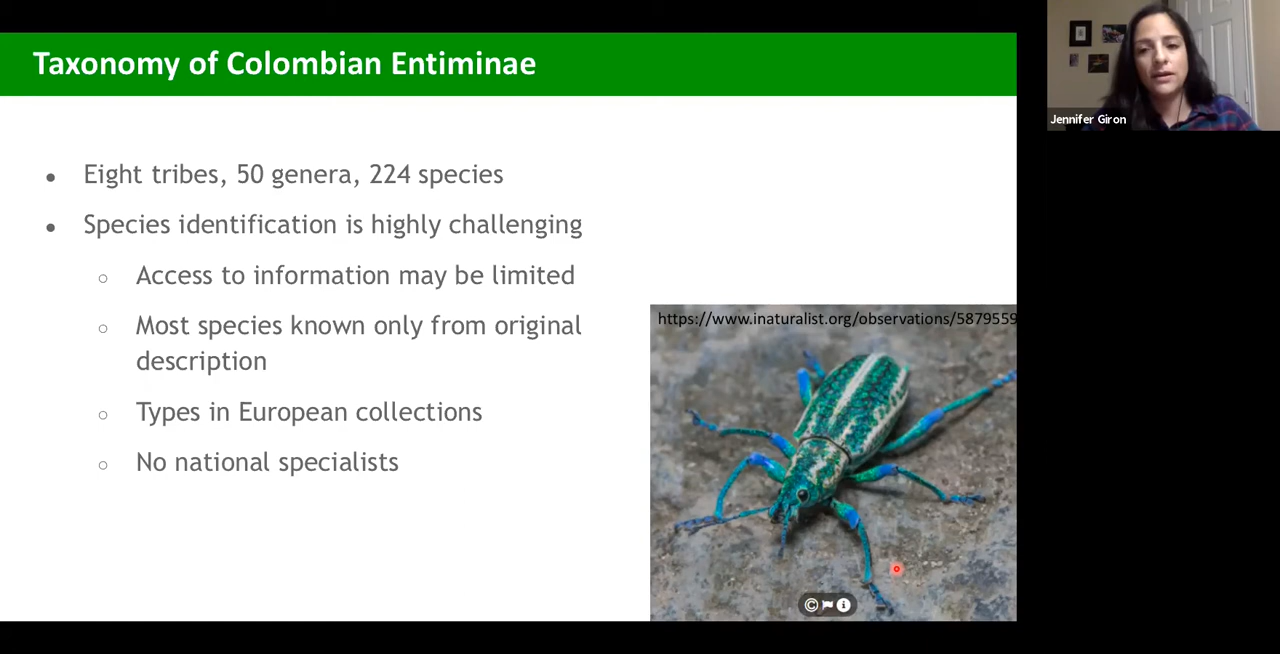 Taxonomy of Colombian Entiminae
Jennifer Giron
● Eight tribes, 50 genera, 224 species
● Species identification is highly challenging
○ Access to information may be limited
○ Most species known only from original
description
○ Types in European collections
○ No national specialists
https://www.inaturalist.org/observations/5879559